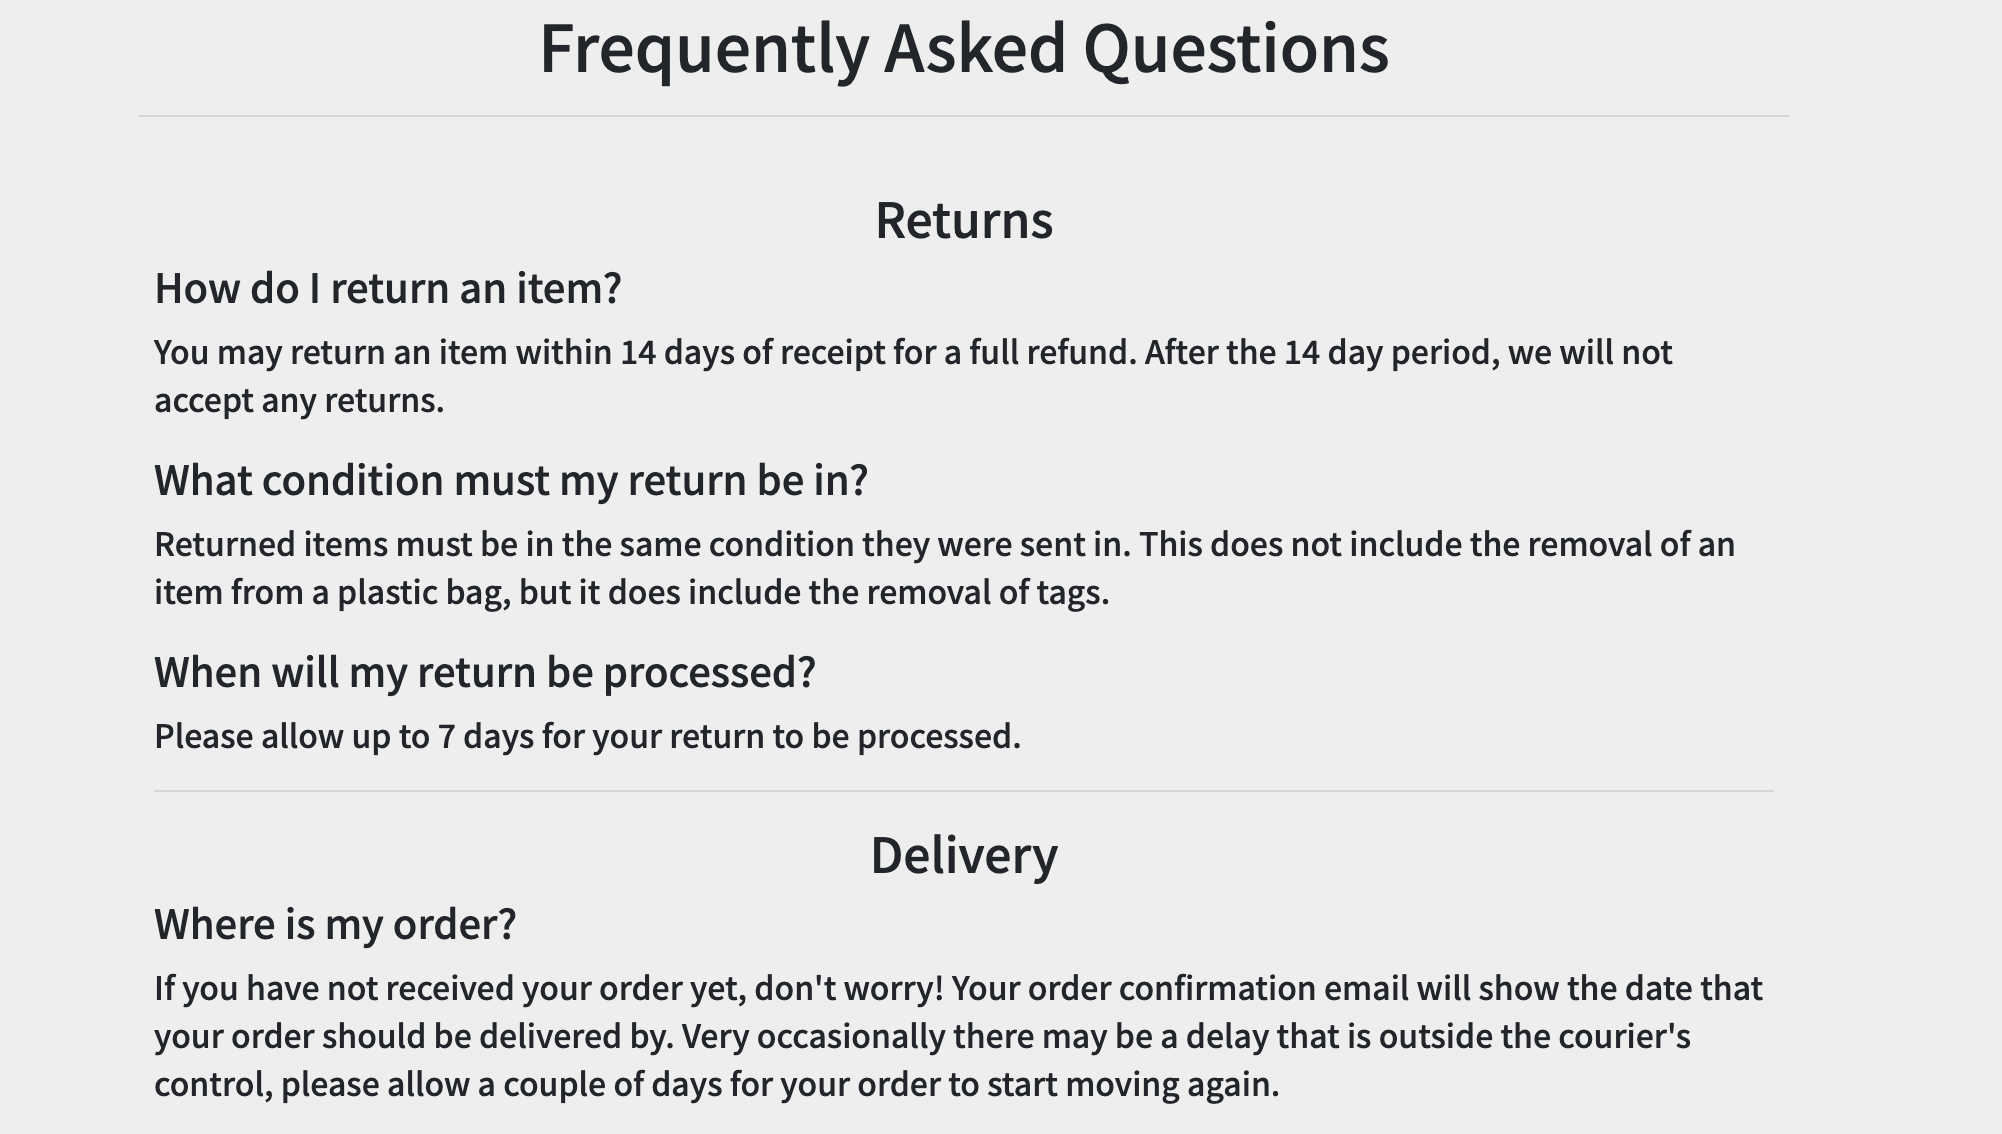 Frequently Asked Questions
Returns
How do I return an item?
You may return an item within 14 days of receipt for a full refund. After the 14 day period, we will not
accept any returns.
What condition must my return be in?
Returned items must be in the same condition they were sent in. This does not include the removal of an
item from a plastic bag, but it does include the removal of tags.
When will my return be processed?
Please allow up to 7 days for your return to be processed.
Delivery
Where is my order?
If you have not received your order yet, don't worry! Your order confirmation email will show the date that
your order should be delivered by. Very occasionally there may be a delay that is outside the courier's
control, please allow a couple of days for your order to start moving again.